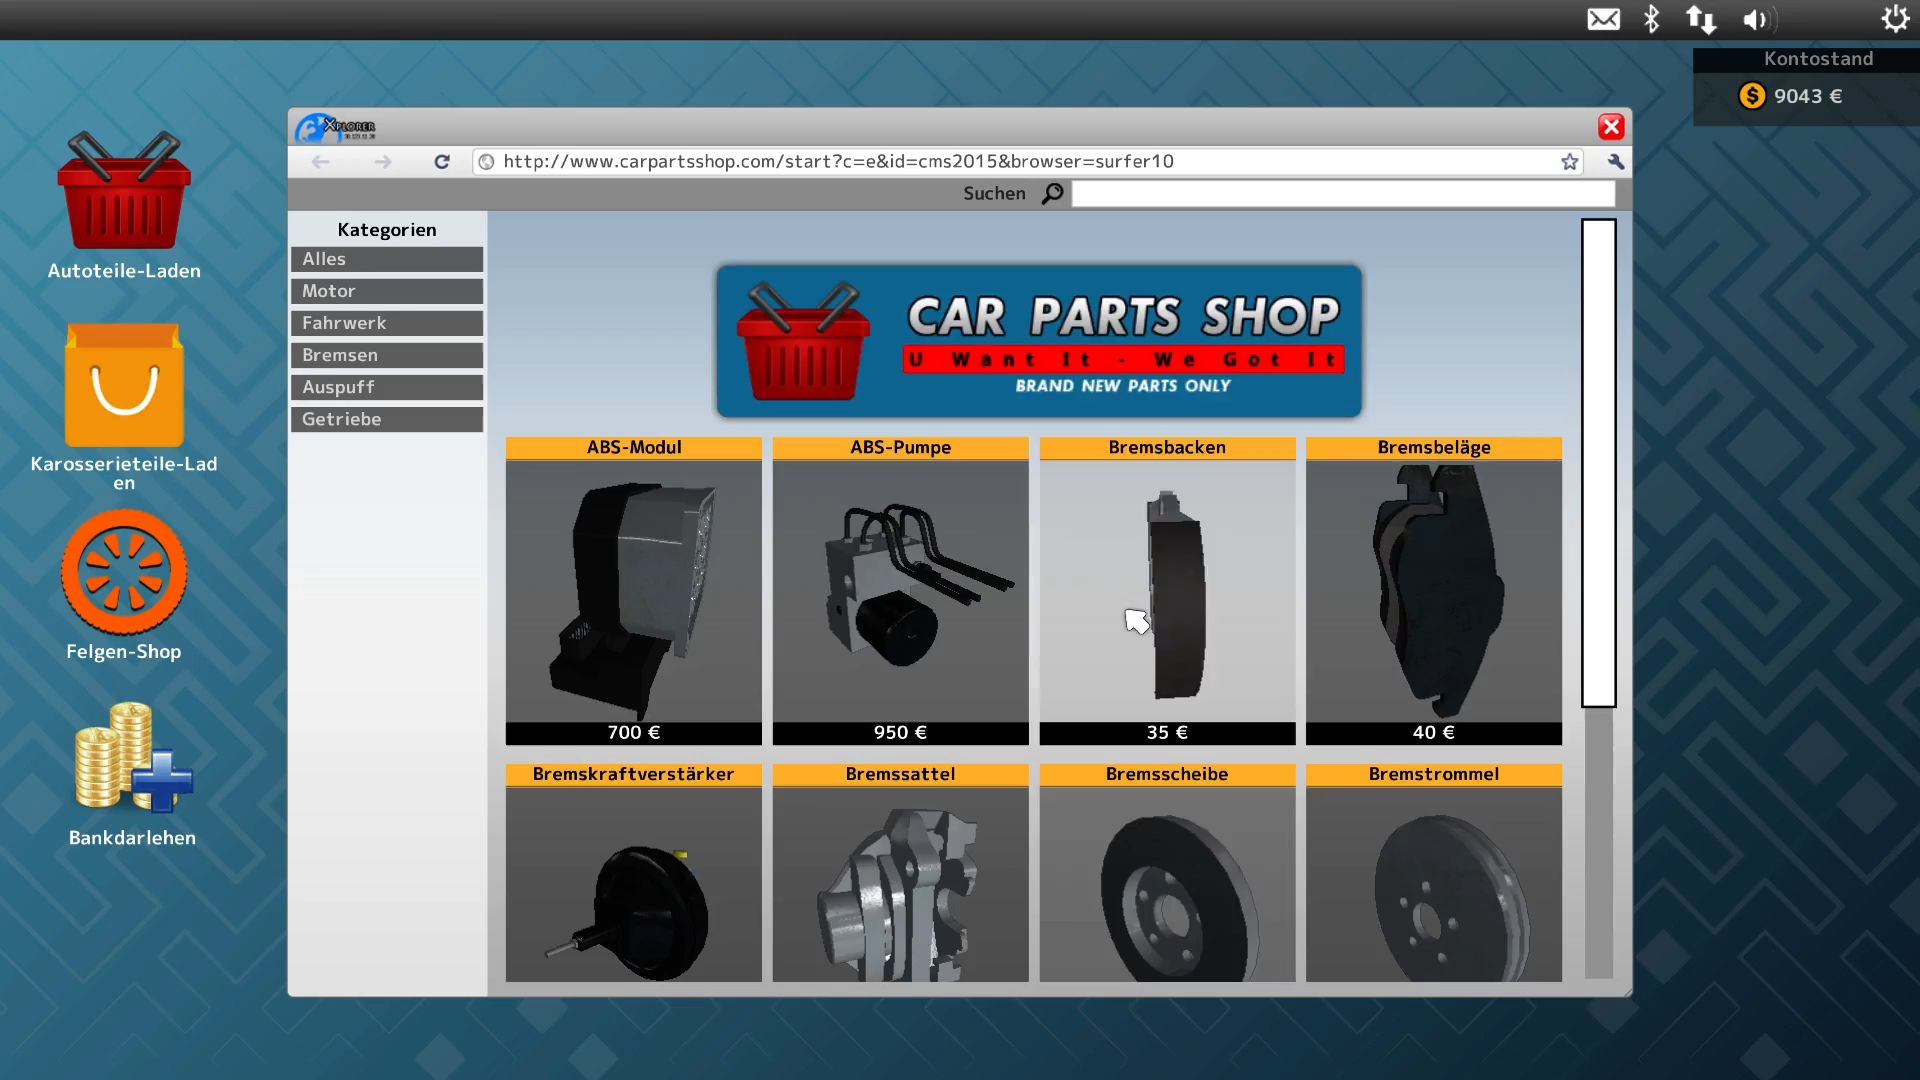 Kontostand
9043 €
XPLORER
http://www.carpartsshop.com/start?c=e&id=cms2015&browser=surfer10
Suchen
Kategorien
Alles
Motor
Fahrwerk
Bremsen
Auspuff
Getriebe
Autoteile-Laden
Karosserieteile-Lad
en
Felgen-Shop
Bankdarlehen
CAR PARTS SHOP
U Want It - We Got It
BRAND NEW PARTS ONLY
ABS-Modul
ABS-Pumpe
Bremsbacken
Bremsbeläge
700 €
950 €
35 €
40 €
Bremskraftverstärker
Bremssattel
Bremsscheibe
Bremstrommel